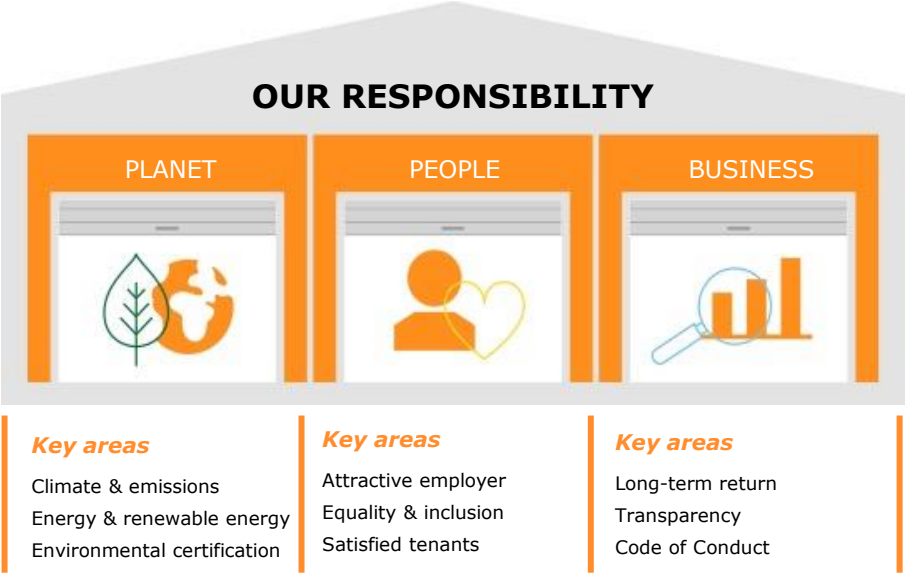 OUR RESPONSIBILITY
PLANET
PEOPLE
BUSINESS
Key areas
Climate & emissions
Energy & renewable energy
Environmental certification
Key areas
Attractive employer
Equality & inclusion
Satisfied tenants
Key areas
Long-term return
Transparency
Code of Conduct